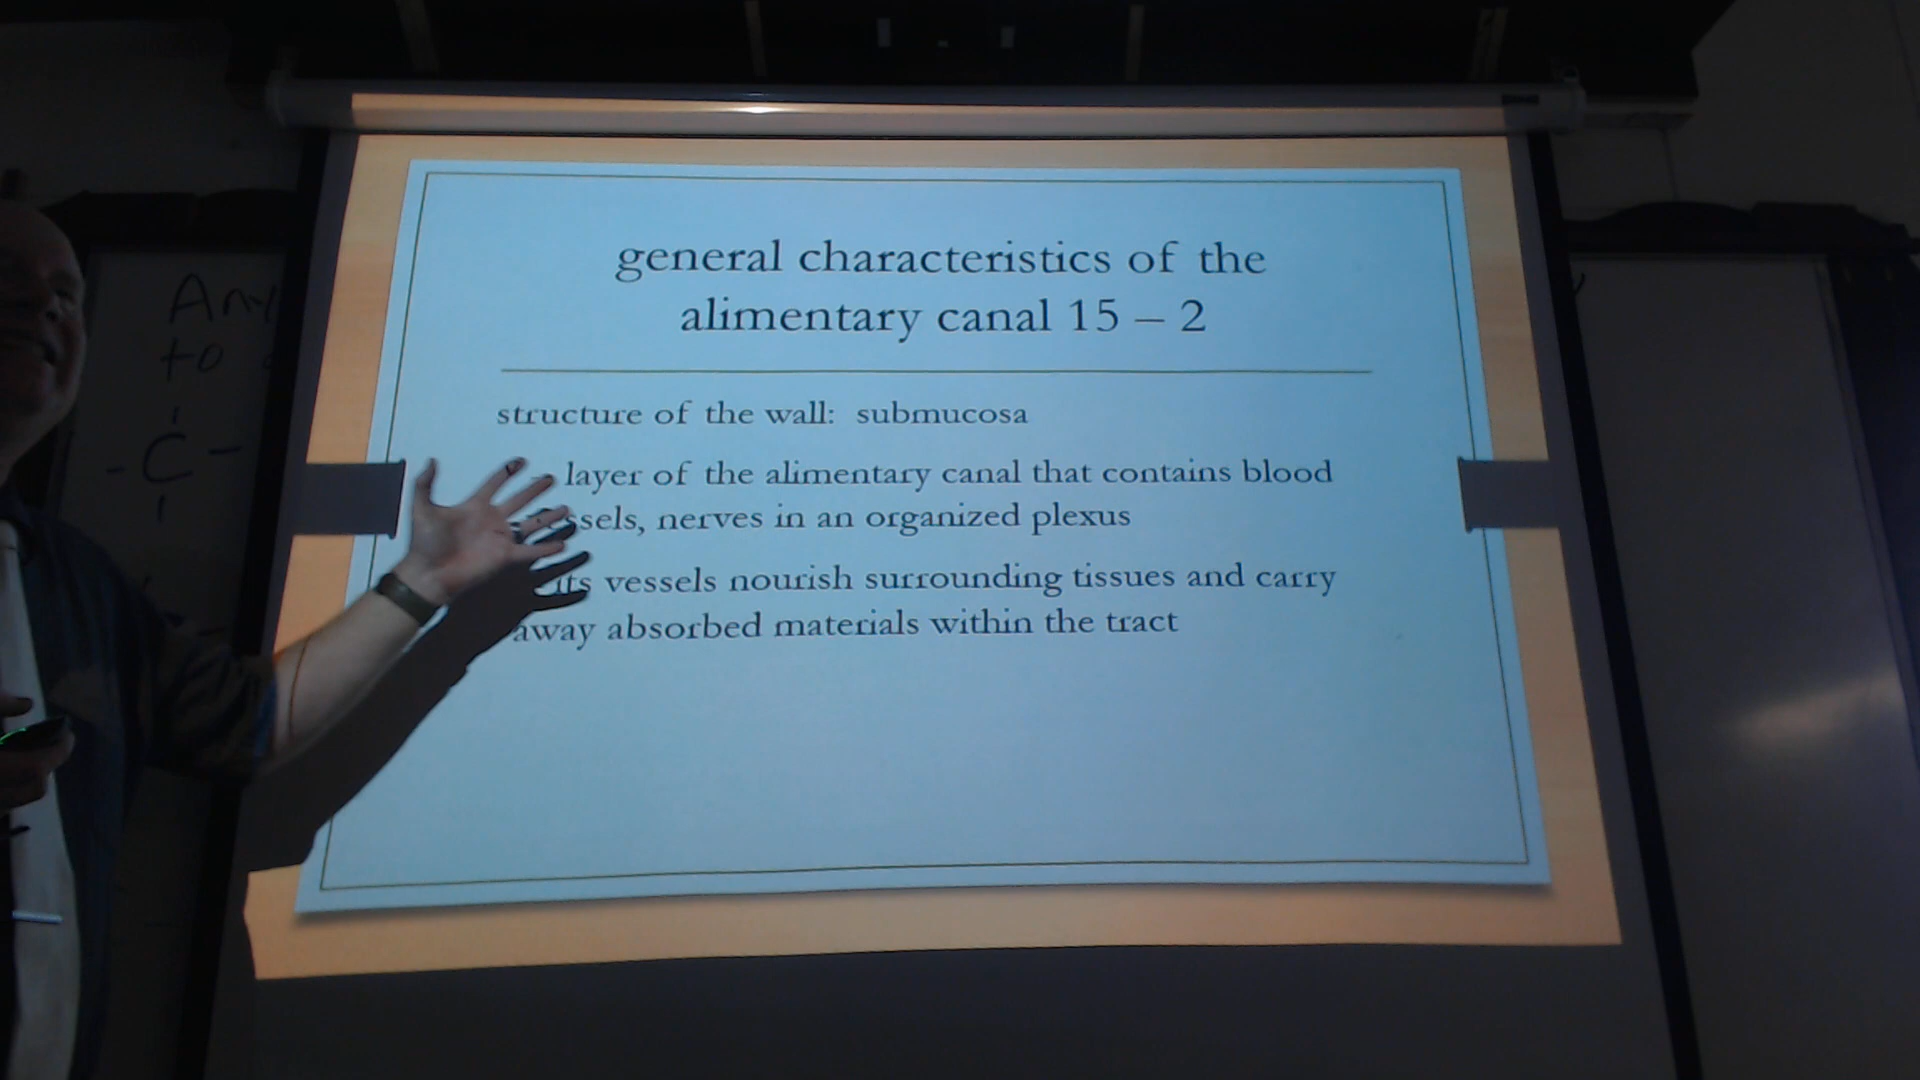 general characteristics of the
alimentary canal 15 – 2
structure of the wall: submucosa
layer of the alimentary canal that contains blood
nerves in an organized plexus
its vessels nourish surrounding tissues and carry
away absorbed materials within the tract
to
-C-